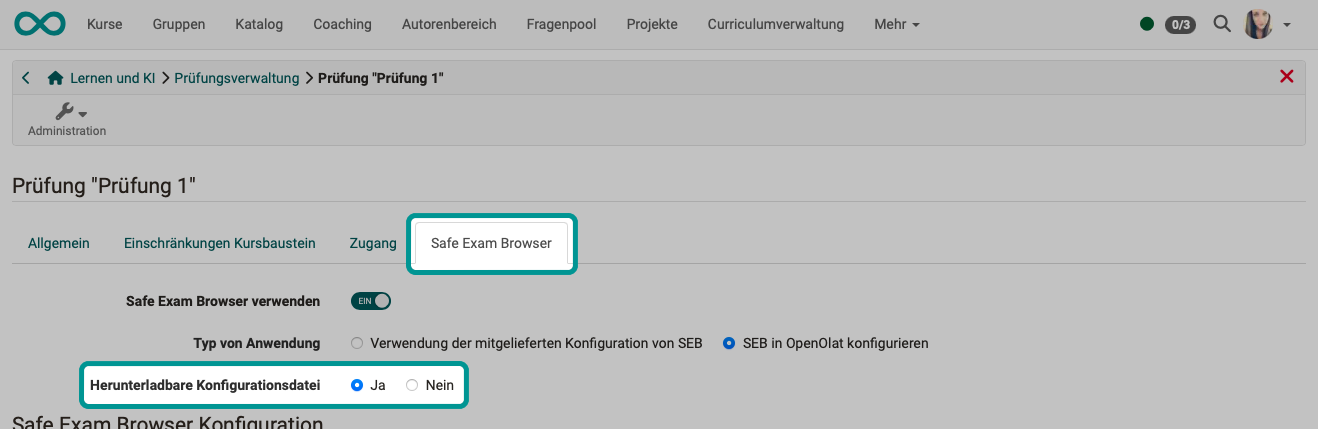 Kurse Gruppen Katalog Coaching Autorenbereich Fragenpool Projekte Curriculumverwaltung Mehr 0/3
Lernen und KI Prüfungsverwaltung Prüfung "Prüfung 1"
Administration
Prüfung "Prüfung 1"
Allgemein Einschränkungen Kursbaustein Zugang Safe Exam Browser
Safe Exam Browser verwenden EIN
Typ von Anwendung Verwendung der mitgelieferten Konfiguration von SEB SEB in OpenOlat konfigurieren
Herunterladbare Konfigurationsdatei Ja Nein
Safe Exam Browser Konfiguration